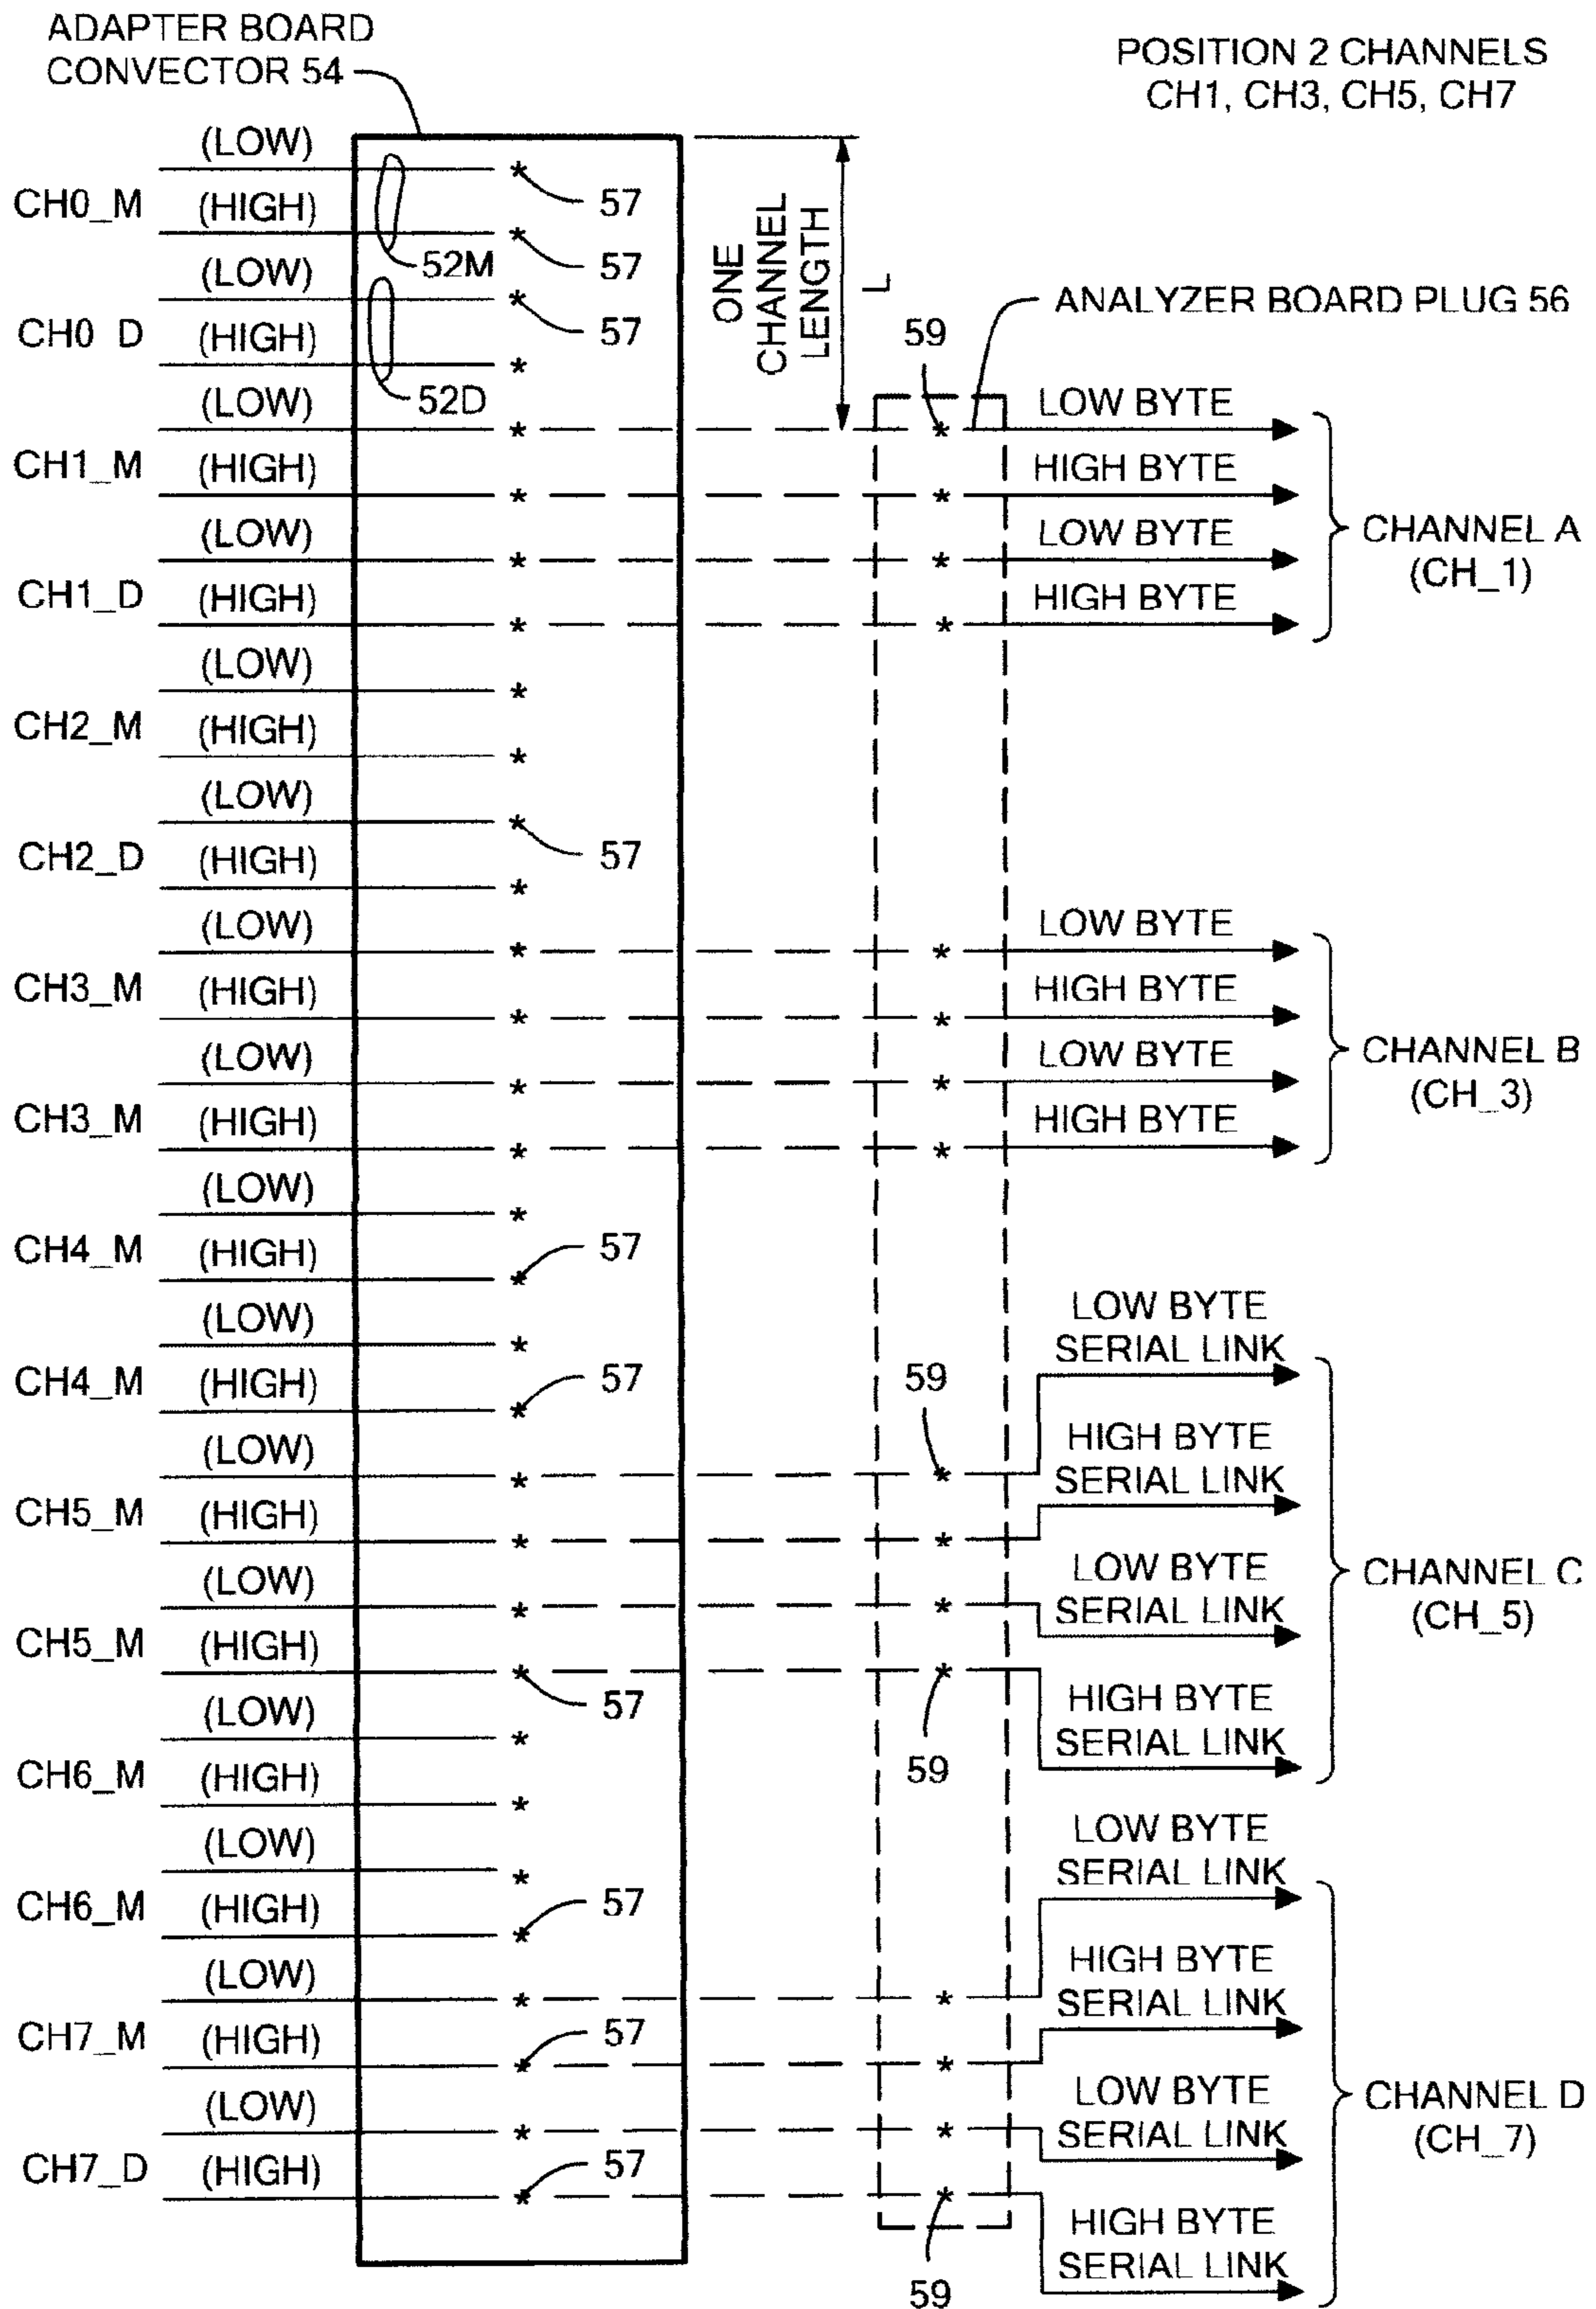 ADAPTER BOARD
CONVECTOR 54
POSITION 2 CHANNELS
CH1, CH3, CH5, CH7
(LOW)
CH0_M (HIGH)
57
52M
57
(LOW)
CH0 D (HIGH)
57
52D
ONE
CHANNEL
LENGTH
L
59
ANALYZER BOARD PLUG 56
(LOW)
LOW BYTE
CH1_M (HIGH)
HIGH BYTE
(LOW)
LOW BYTE
CH1_D (HIGH)
HIGH BYTE
CHANNEL A
(CH_1)
(LOW)
CH2_M (HIGH)
(LOW)
CH2_D (HIGH)
57
(LOW)
LOW BYTE
CH3_M (HIGH)
HIGH BYTE
(LOW)
LOW BYTE
CH3_M (HIGH)
HIGH BYTE
CHANNEL B
(CH_3)
(LOW)
CH4_M (HIGH)
57
(LOW)
CH4_M (HIGH)
57
59
LOW BYTE
SERIAL LINK
(LOW)
HIGH BYTE
SERIAL LINK
CH5_M (HIGH)
(LOW)
LOW BYTE
SERIAL LINK
CH5_M (HIGH)
57
59
HIGH BYTE
SERIAL LINK
CHANNEL C
(CH_5)
(LOW)
CH6_M (HIGH)
(LOW)
CH6_M (HIGH)
57
LOW BYTE
SERIAL LINK
(LOW)
HIGH BYTE
SERIAL LINK
CH7_M (HIGH)
57
(LOW)
LOW BYTE
SERIAL LINK
CH7_D (HIGH)
57
59
HIGH BYTE
SERIAL LINK
CHANNEL D
(CH_7)